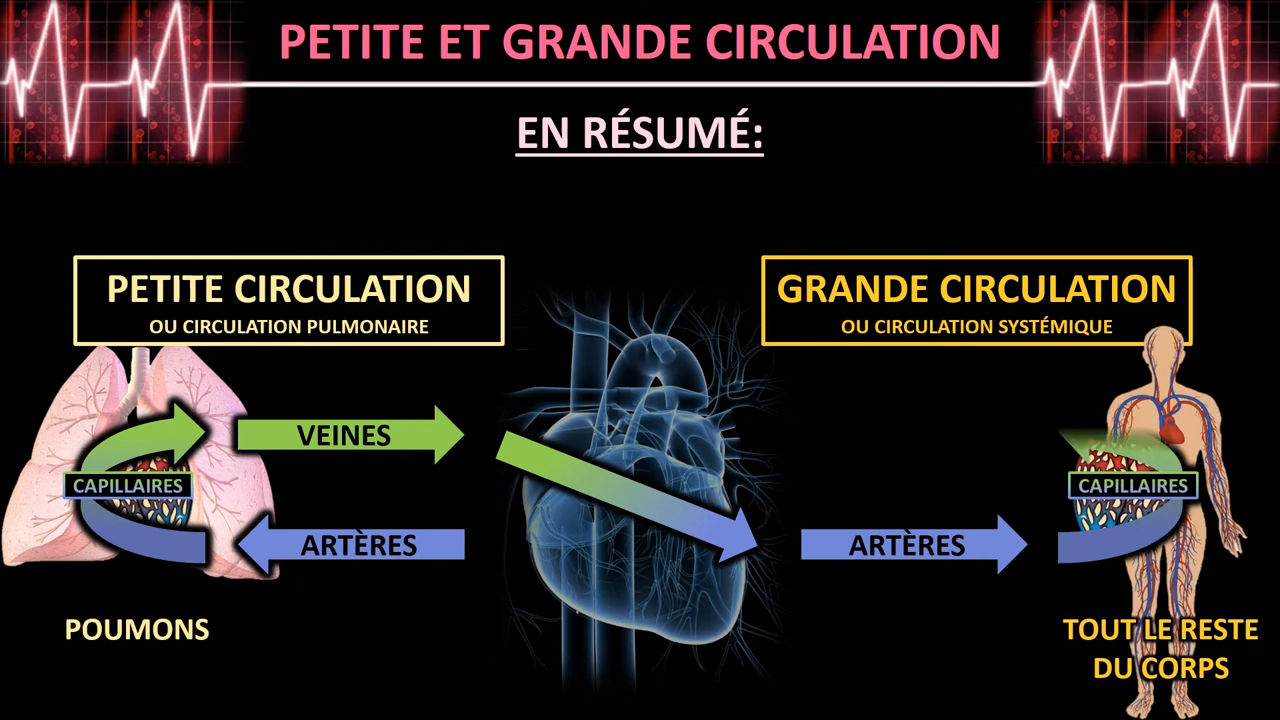 PETITE ET GRANDE CIRCULATION
EN RÉSUMÉ:
PETITE CIRCULATION
OU CIRCULATION PULMONAIRE
GRANDE CIRCULATION
OU CIRCULATION SYSTÉMIQUE
VEINES
CAPILLAIRES
CAPILLAIRES
ARTÈRES
ARTÈRES
POUMONS
TOUT LE RESTE
DU CORPS